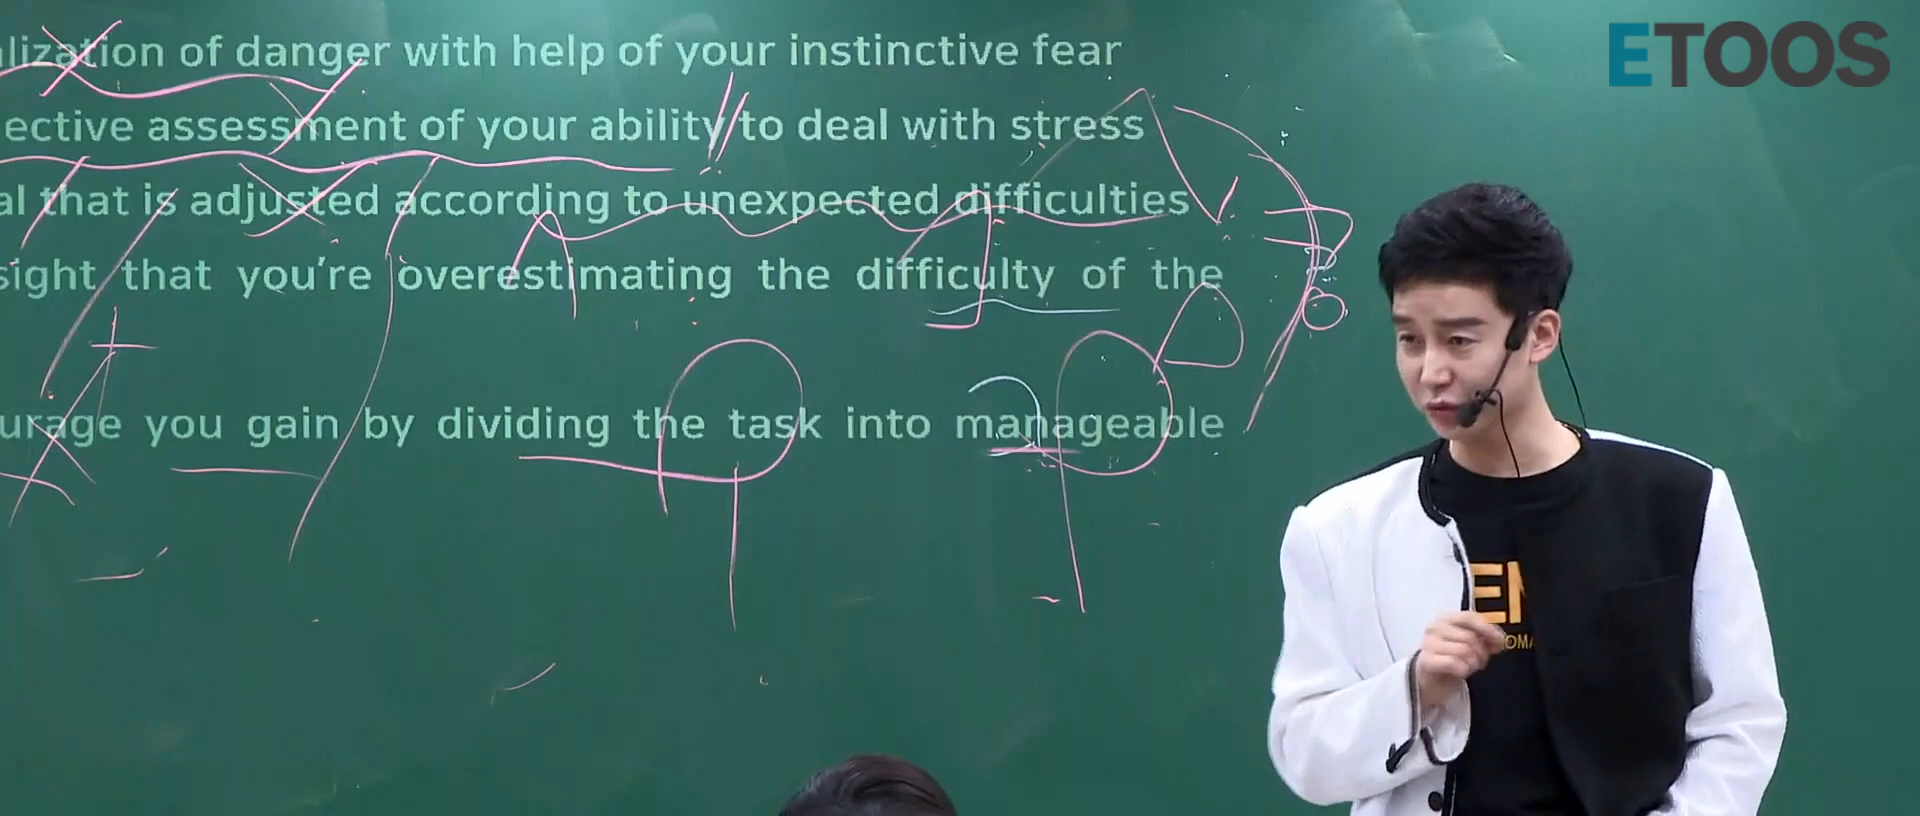 ETOOS
lization of danger with help of your instinctive fear
ective assessment of your ability to deal with stress
al that is adjusted according to unexpected difficulties
sight that you're overestimating the difficulty of the
urage you gain by dividing the task into manageable
EN